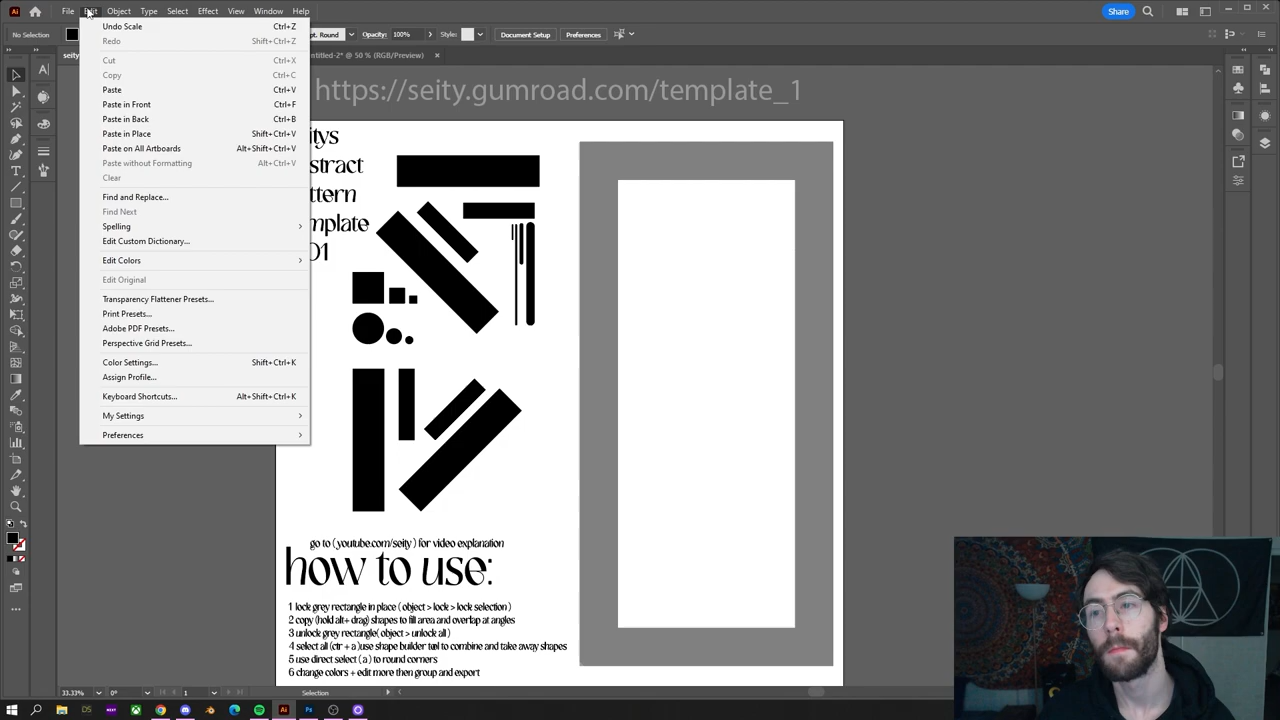 File Edit Object Type Select Effect View Window Help
Share
No Selection
pt. Round
Opacity: 100%
Style:
Document Setup
Preferences
seity
ntitled-2* @ 50 % (RGB/Preview)
Undo Scale Ctrl+Z
Redo Shift+Ctrl+Z
Cut Ctrl+X
Copy Ctrl+C
Paste Ctrl+V
Paste in Front Ctrl+F
Paste in Back Ctrl+B
Paste in Place Shift+Ctrl+V
Paste on All Artboards Alt+Shift+Ctrl+V
Paste without Formatting Alt+Ctrl+V
Clear
Find and Replace...
Find Next
Spelling
Edit Custom Dictionary...
Edit Colors
Edit Original
Transparency Flattener Presets...
Print Presets...
Adobe PDF Presets...
Perspective Grid Presets...
Color Settings... Shift+Ctrl+K
Assign Profile...
Keyboard Shortcuts... Alt+Shift+Ctrl+K
My Settings
Preferences
https://seity.gumroad.com/template_1
itys
stract
ttern
mplate
01
go to ( youtube.com/seity ) for video explanation
how to use:
1 lock grey rectangle in place ( object > lock > lock selection )
2 copy (hold alt+ drag) shapes to fill area and overlap at angles
3 unlock grey rectangle( object > unlock all )
4 select all (ctr + a )use shape builder tool to combine and take away shapes
5 use direct select ( a ) to round corners
6 change colors + edit more then group and export
33.33%
0°
1
Selection